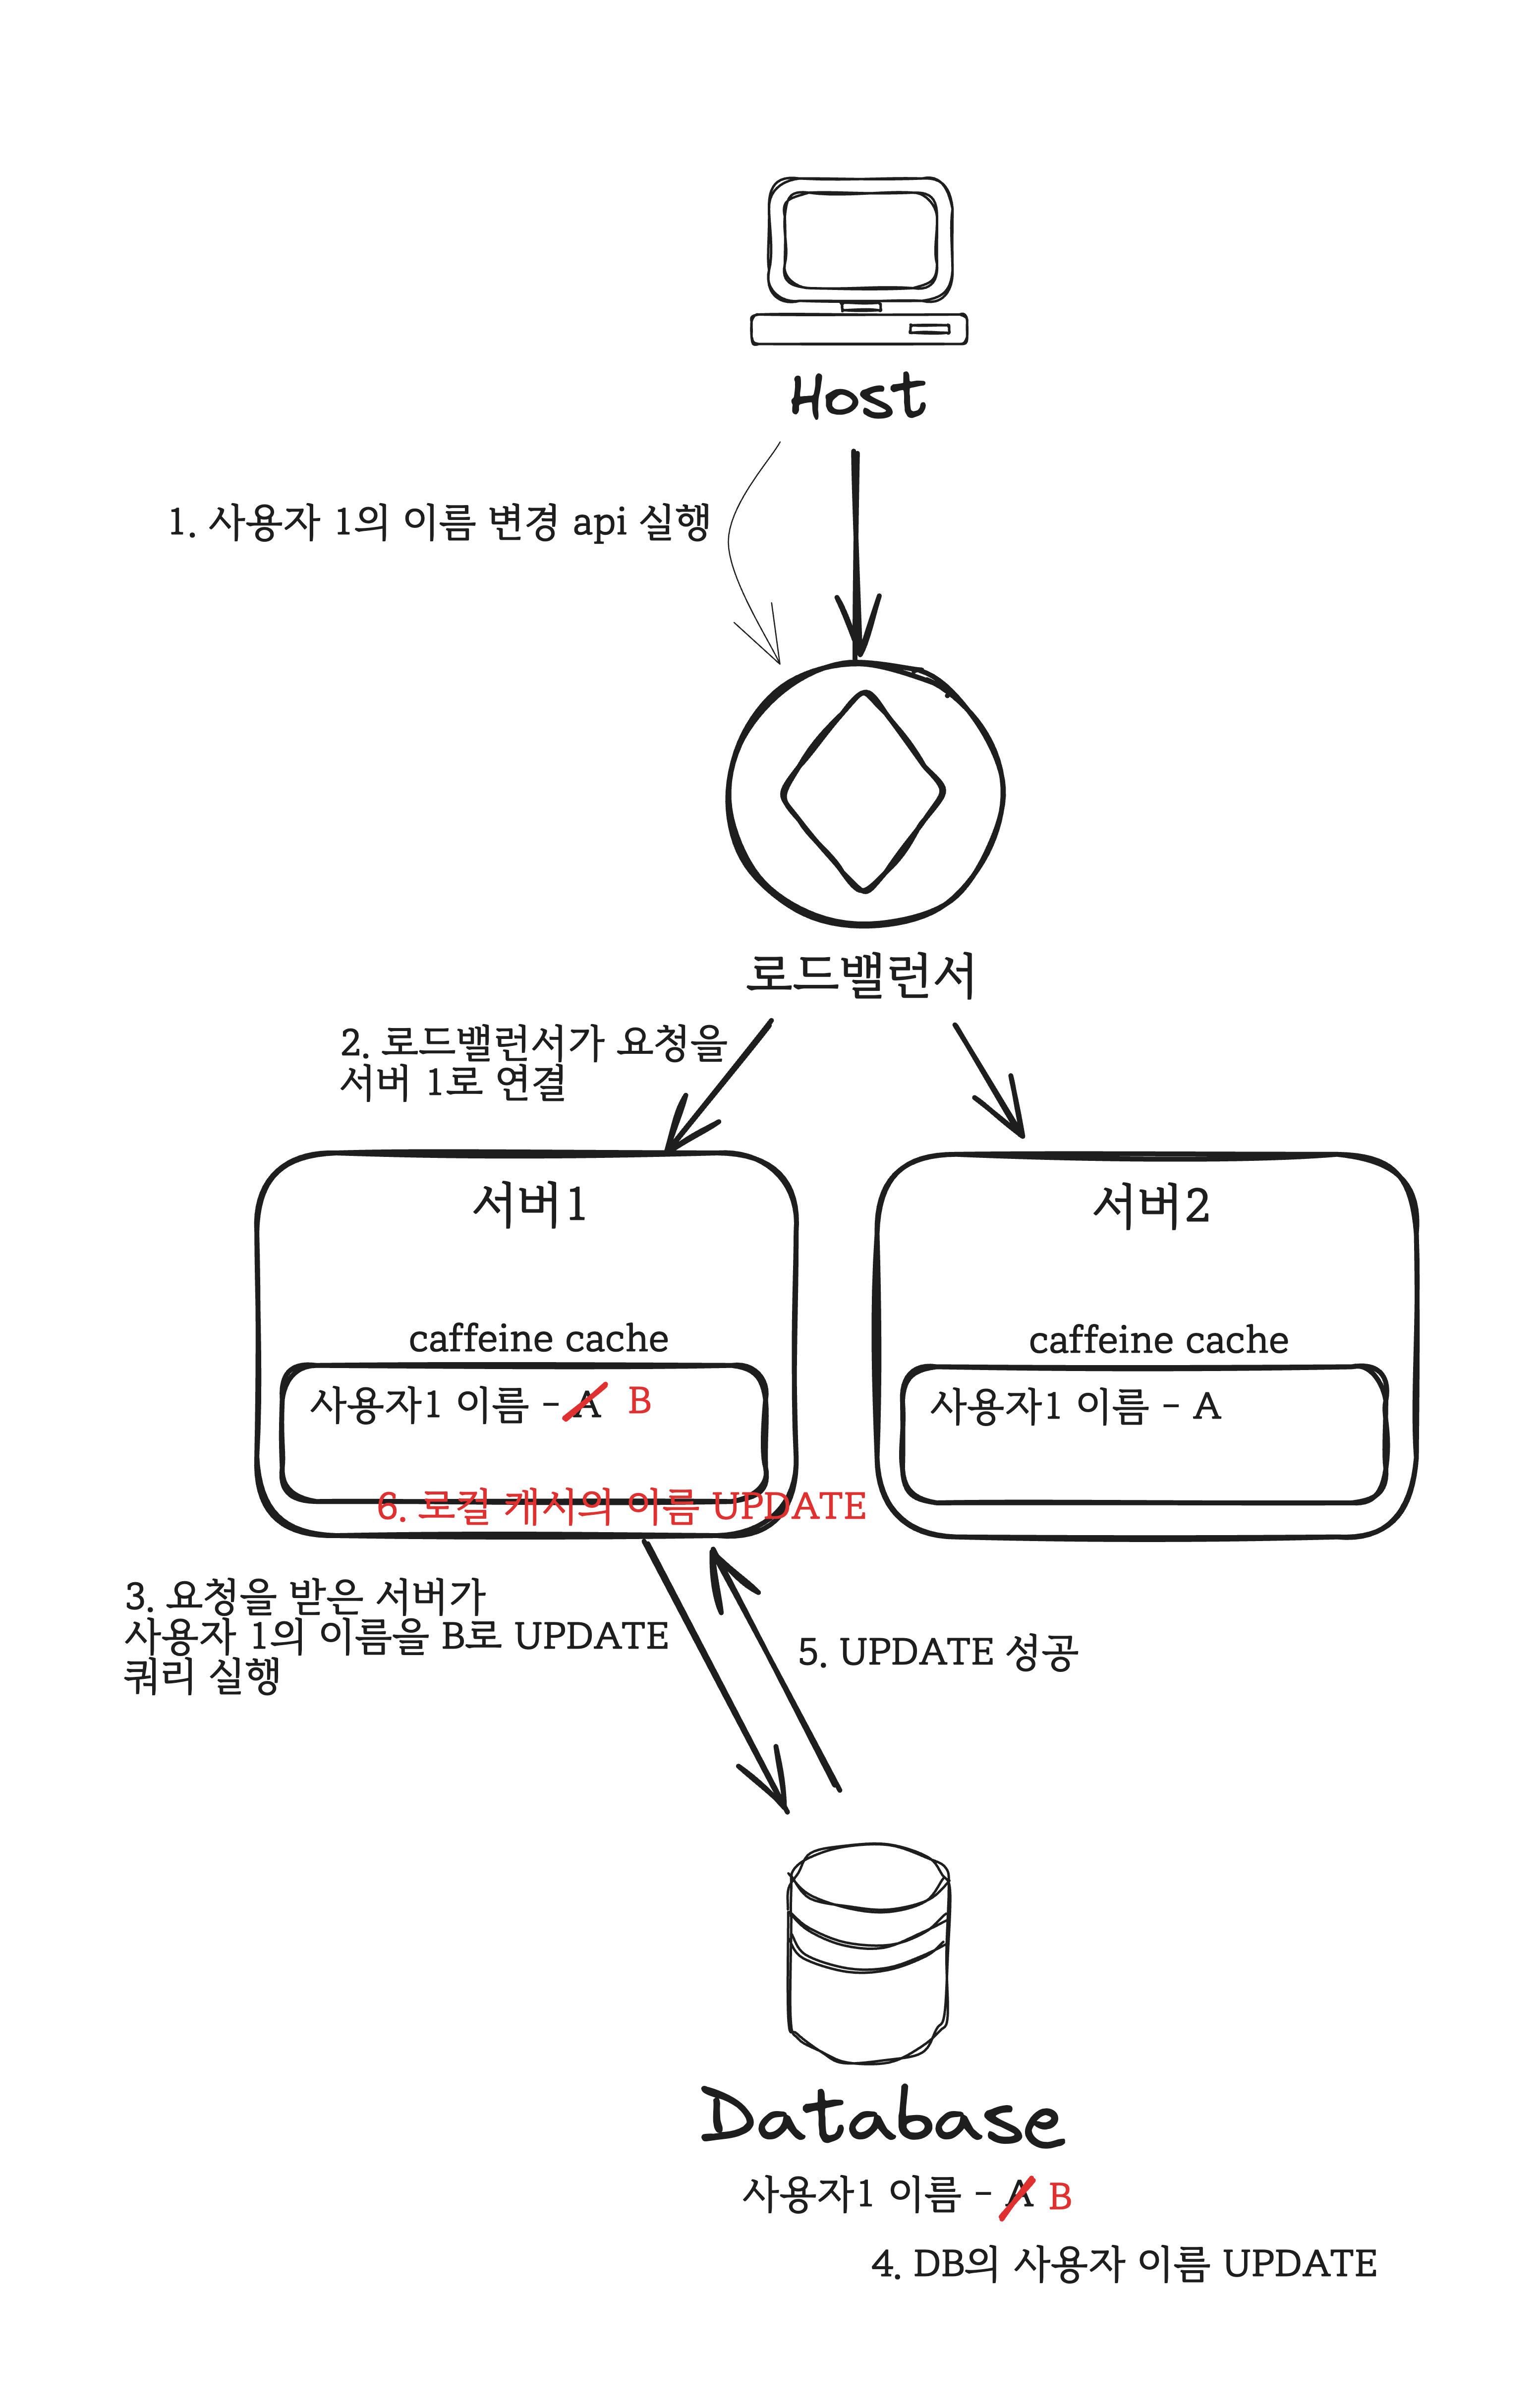 Host
1. 사용자 1의 이름 변경 api 실행
로드밸런서
2. 로드밸런서가 요청을
서버 1로 연결
서버1
caffeine cache
사용자1 이름 - A B
6. 로컬 캐시의 이름 UPDATE
서버2
caffeine cache
사용자1 이름 - A
3. 요청을 받은 서버가
사용자 1의 이름을 B로 UPDATE
쿼리 실행
5. UPDATE 성공
Database
사용자1 이름 - A B
4. DB의 사용자 이름 UPDATE